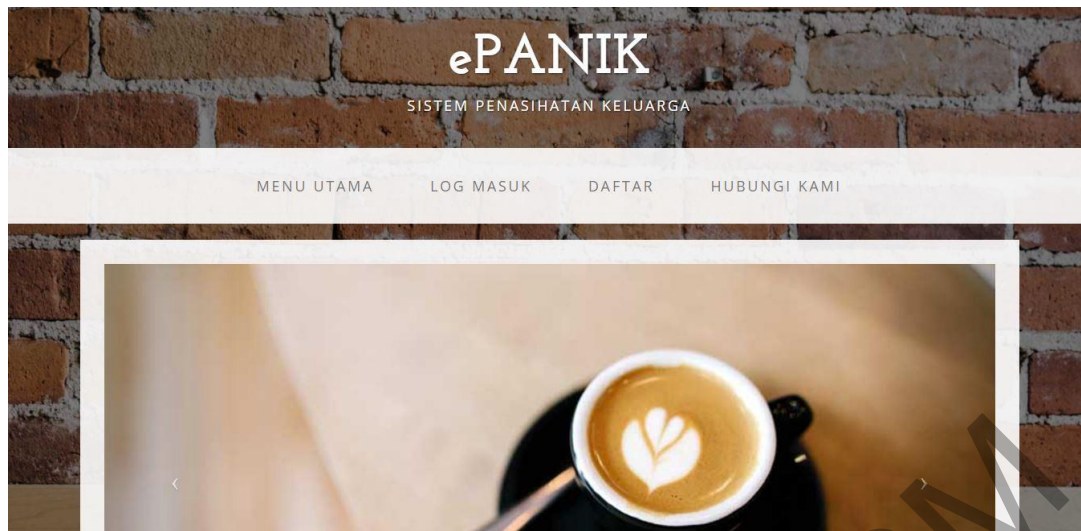 ePANIK
SISTEM PENASIHATAN KELUARGA
MENU UTAMA LOG MASUK DAFTAR HUBUNGI KAMI